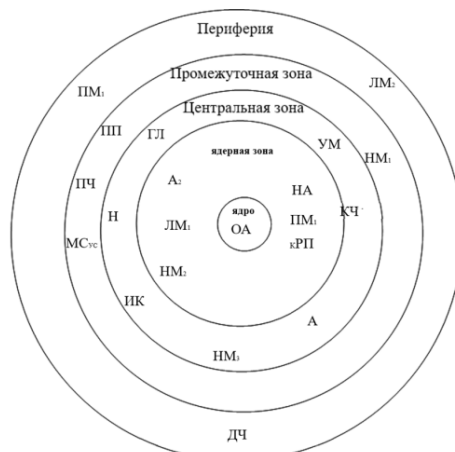 Периферия
Промежуточная зона
ЛМ₂
ПМ₁
Центральная зона
ПП
ГЛ
УМ
ядерная зона
НМ₁
А₂
ПЧ
НА
ядро
Н
ЛМ₁
ОА
ПМ₁
КЧ
МСус
кРП
НМ₂
ИК
А
НМ₃
ДЧ